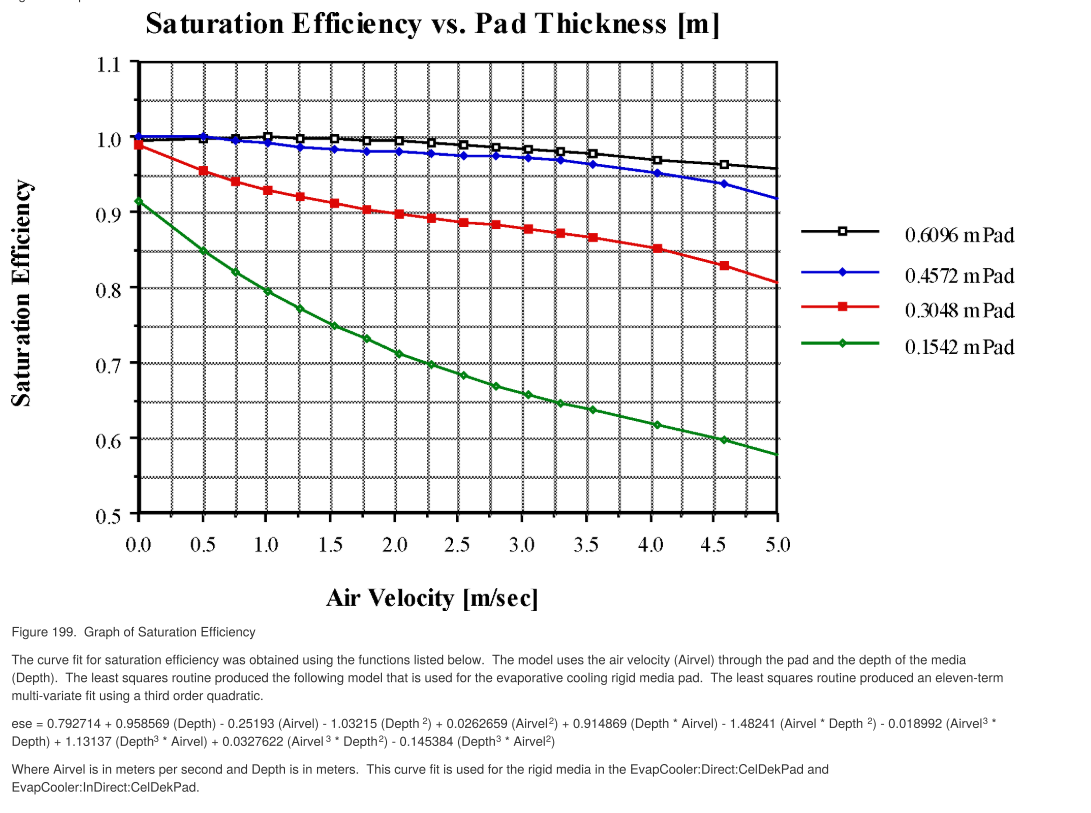 Saturation Efficiency vs. Pad Thickness [m]
1.1
1.0
0.9
0.8
0.7
0.6
0.5
Saturation Efficiency
0.0 0.5 1.0 1.5 2.0 2.5 3.0 3.5 4.0 4.5 5.0
Air Velocity [m/sec]
0.6096 m Pad
0.4572 m Pad
0.3048 m Pad
0.1542 m Pad
Figure 199.  Graph of Saturation Efficiency
The curve fit for saturation efficiency was obtained using the functions listed below.  The model uses the air velocity (Airvel) through the pad and the depth of the media
(Depth).  The least squares routine produced the following model that is used for the evaporative cooling rigid media pad.  The least squares routine produced an eleven-term
multi-variate fit using a third order quadratic.
ese = 0.792714 + 0.958569 (Depth) - 0.25193 (Airvel) - 1.03215 (Depth ²) + 0.0262659 (Airvel²) + 0.914869 (Depth * Airvel) - 1.48241 (Airvel * Depth ²) - 0.018992 (Airvel³ *
Depth) + 1.13137 (Depth³ * Airvel) + 0.0327622 (Airvel ³ * Depth²) - 0.145384 (Depth³ * Airvel²)
Where Airvel is in meters per second and Depth is in meters.  This curve fit is used for the rigid media in the EvapCooler:Direct:CelDekPad and
EvapCooler:InDirect:CelDekPad.